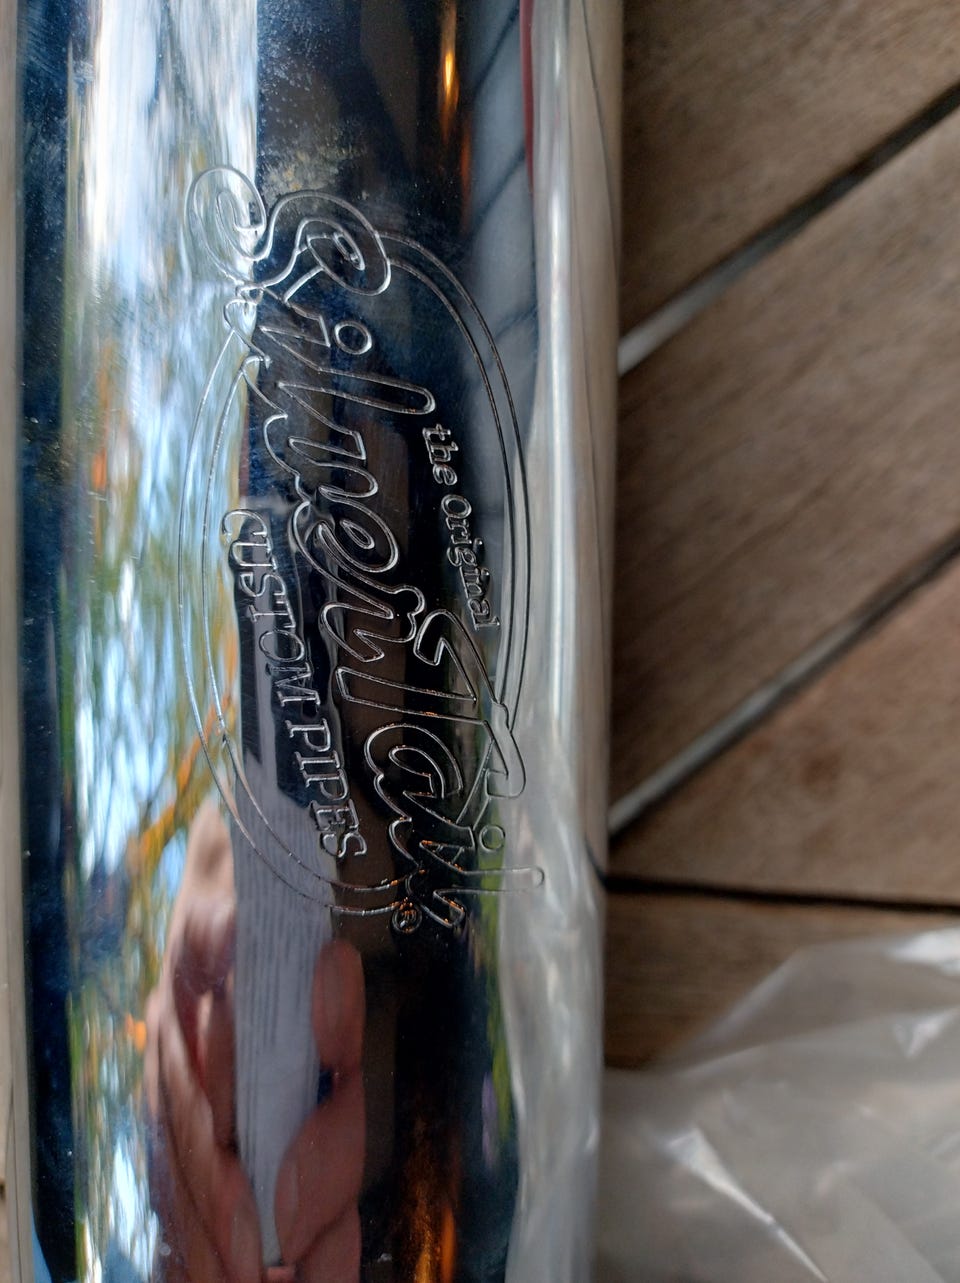 the Original
SilverTail®
CUSTOM PIPES